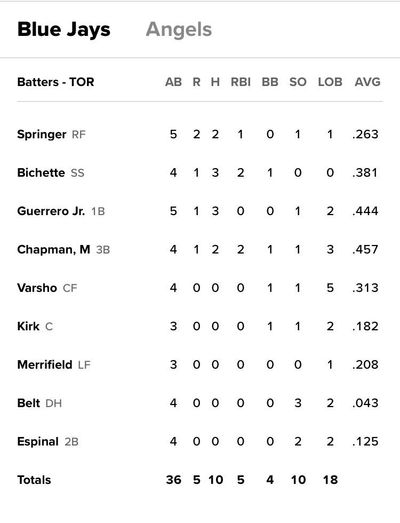 Blue Jays Angels
Batters - TOR AB R H RBI BB SO LOB AVG
Springer RF 5 2 2 1 0 1 1 .263
Bichette SS 4 1 3 2 1 0 0 .381
Guerrero Jr. 1B 5 1 3 0 0 1 2 .444
Chapman, M 3B 4 1 2 2 1 1 3 .457
Varsho CF 4 0 0 0 1 1 5 .313
Kirk C 3 0 0 0 1 1 2 .182
Merrifield LF 3 0 0 0 0 0 1 .208
Belt DH 4 0 0 0 0 3 2 .043
Espinal 2B 4 0 0 0 0 2 2 .125
Totals 36 5 10 5 4 10 18